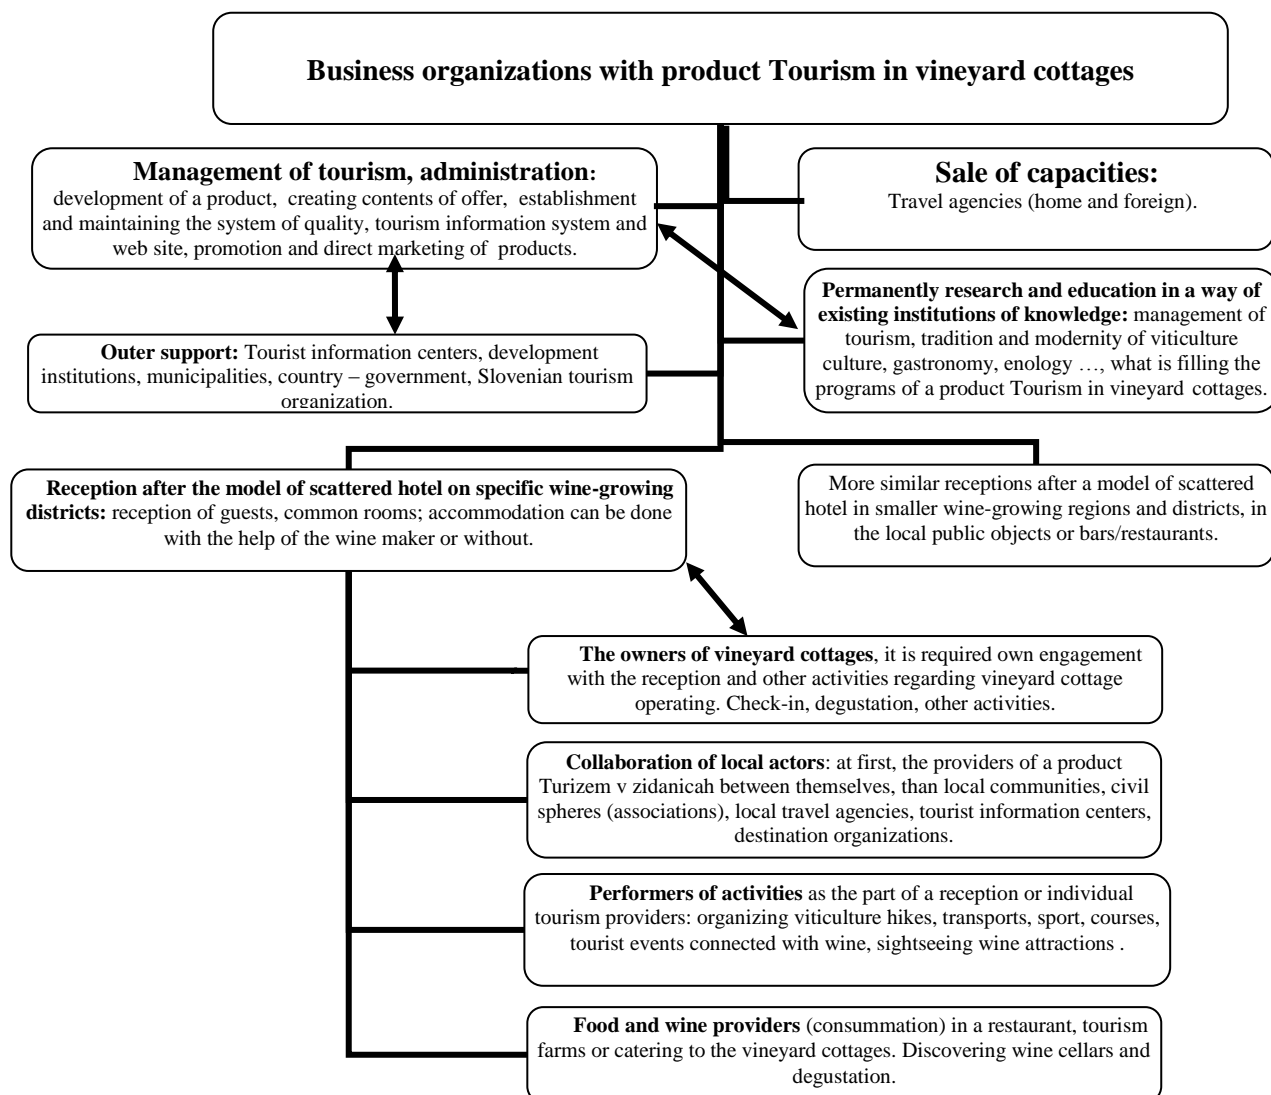 Business organizations with product Tourism in vineyard cottages
Management of tourism, administration:
development of a product, creating contents of offer, establishment
and maintaining the system of quality, tourism information system and
web site, promotion and direct marketing of products.
Sale of capacities:
Travel agencies (home and foreign).
Permanently research and education in a way of
existing institutions of knowledge: management of
tourism, tradition and modernity of viticulture
culture, gastronomy, enology …, what is filling the
programs of a product Tourism in vineyard cottages.
Outer support: Tourist information centers, development
institutions, municipalities, country – government, Slovenian tourism
organization.
Reception after the model of scattered hotel on specific wine-growing
districts: reception of guests, common rooms; accommodation can be done
with the help of the wine maker or without.
More similar receptions after a model of scattered
hotel in smaller wine-growing regions and districts, in
the local public objects or bars/restaurants.
The owners of vineyard cottages, it is required own engagement
with the reception and other activities regarding vineyard cottage
operating. Check-in, degustation, other activities.
Collaboration of local actors: at first, the providers of a product
Turizem v zidanicah between themselves, than local communities, civil
spheres (associations), local travel agencies, tourist information centers,
destination organizations.
Performers of activities as the part of a reception or individual
tourism providers: organizing viticulture hikes, transports, sport, courses,
tourist events connected with wine, sightseeing wine attractions .
Food and wine providers (consummation) in a restaurant, tourism
farms or catering to the vineyard cottages. Discovering wine cellars and
degustation.